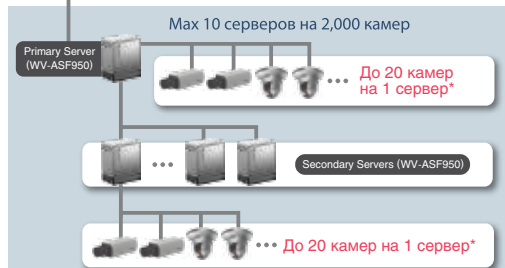 Max 10 серверов на 2,000 камер
Primary Server
(WV-ASF950)
До 20 камер
на 1 сервер*
Secondary Servers (WV-ASF950)
До 20 камер на 1 сервер*